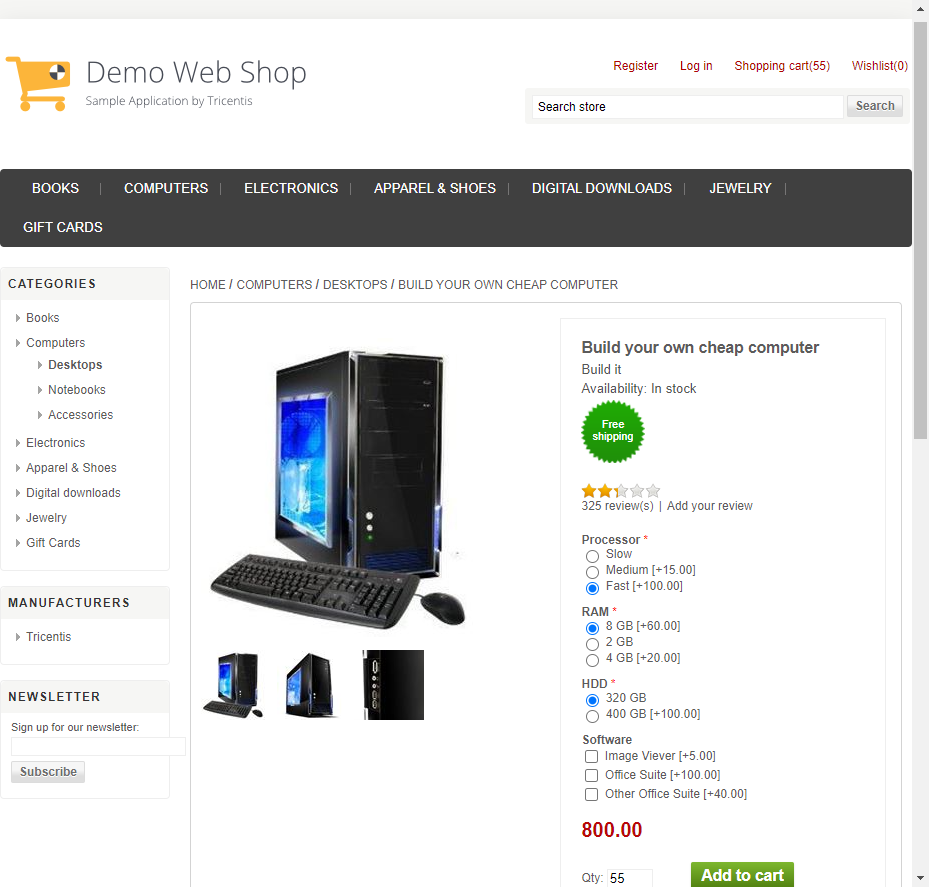 Demo Web Shop
Sample Application by Tricentis
Register Log in Shopping cart(55) Wishlist(0)
Search store Search
BOOKS | COMPUTERS | ELECTRONICS | APPAREL & SHOES | DIGITAL DOWNLOADS | JEWELRY |
GIFT CARDS
CATEGORIES
Books
Computers
Desktops
Notebooks
Accessories
Electronics
Apparel & Shoes
Digital downloads
Jewelry
Gift Cards
MANUFACTURERS
Tricentis
NEWSLETTER
Sign up for our newsletter:
Subscribe
HOME / COMPUTERS / DESKTOPS / BUILD YOUR OWN CHEAP COMPUTER
Build your own cheap computer
Build it
Availability: In stock
Free
shipping
325 review(s) | Add your review
Processor *
Slow
Medium [+15.00]
Fast [+100.00]
RAM *
8 GB [+60.00]
2 GB
4 GB [+20.00]
HDD *
320 GB
400 GB [+100.00]
Software
Image Viever [+5.00]
Office Suite [+100.00]
Other Office Suite [+40.00]
800.00
Qty: 55 Add to cart